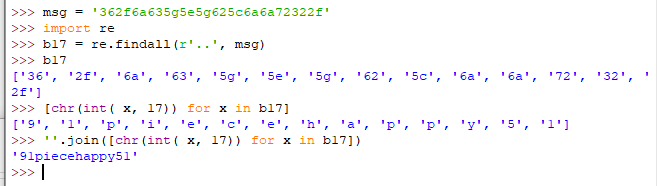 >>> msg = '362f6a635g5e5g625c6a6a72322f'
>>> import re
>>> b17 = re.findall(r'..', msg)
>>> b17
['36', '2f', '6a', '63', '5g', '5e', '5g', '62', '5c', '6a', '6a', '72', '32', '
2f']
>>> [chr(int( x, 17)) for x in b17]
['9', '1', 'p', 'i', 'e', 'c', 'e', 'h', 'a', 'p', 'p', 'y', '5', '1']
>>> ''.join([chr(int( x, 17)) for x in b17])
'91piecehappy51'
>>>